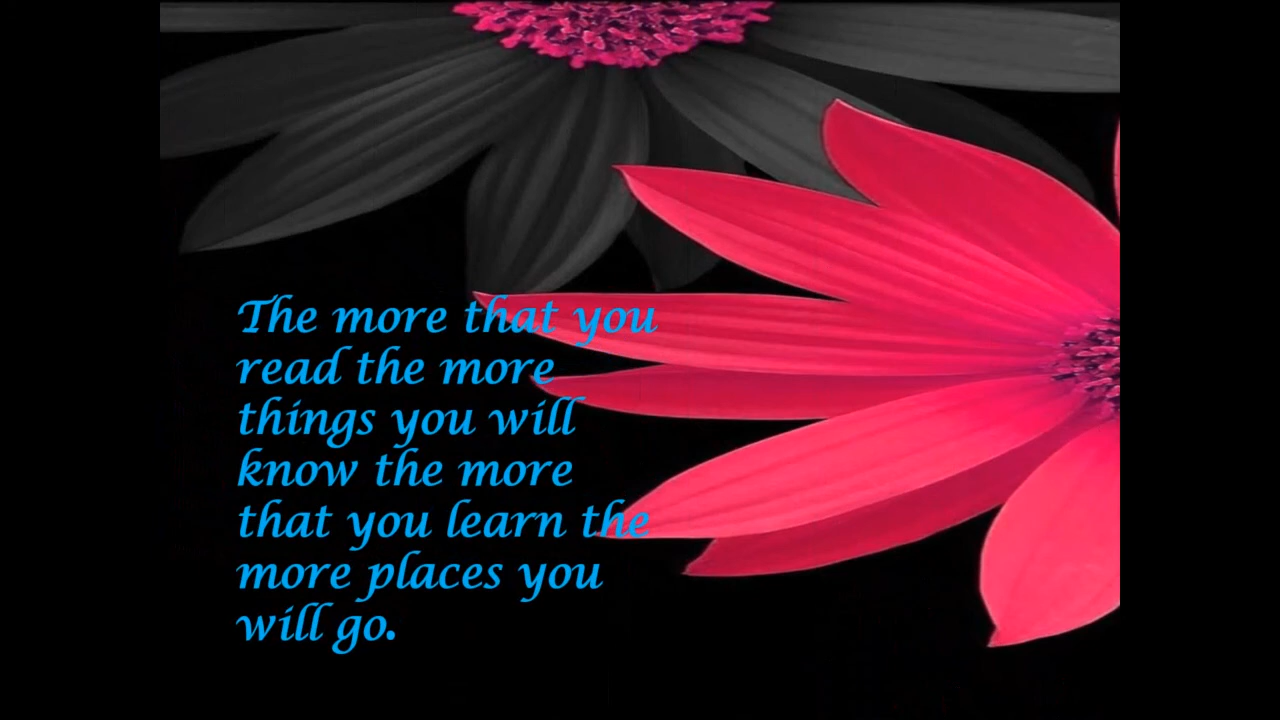 The more that you
read the more
things you will
know the more
that you learn the
more places you
will go.